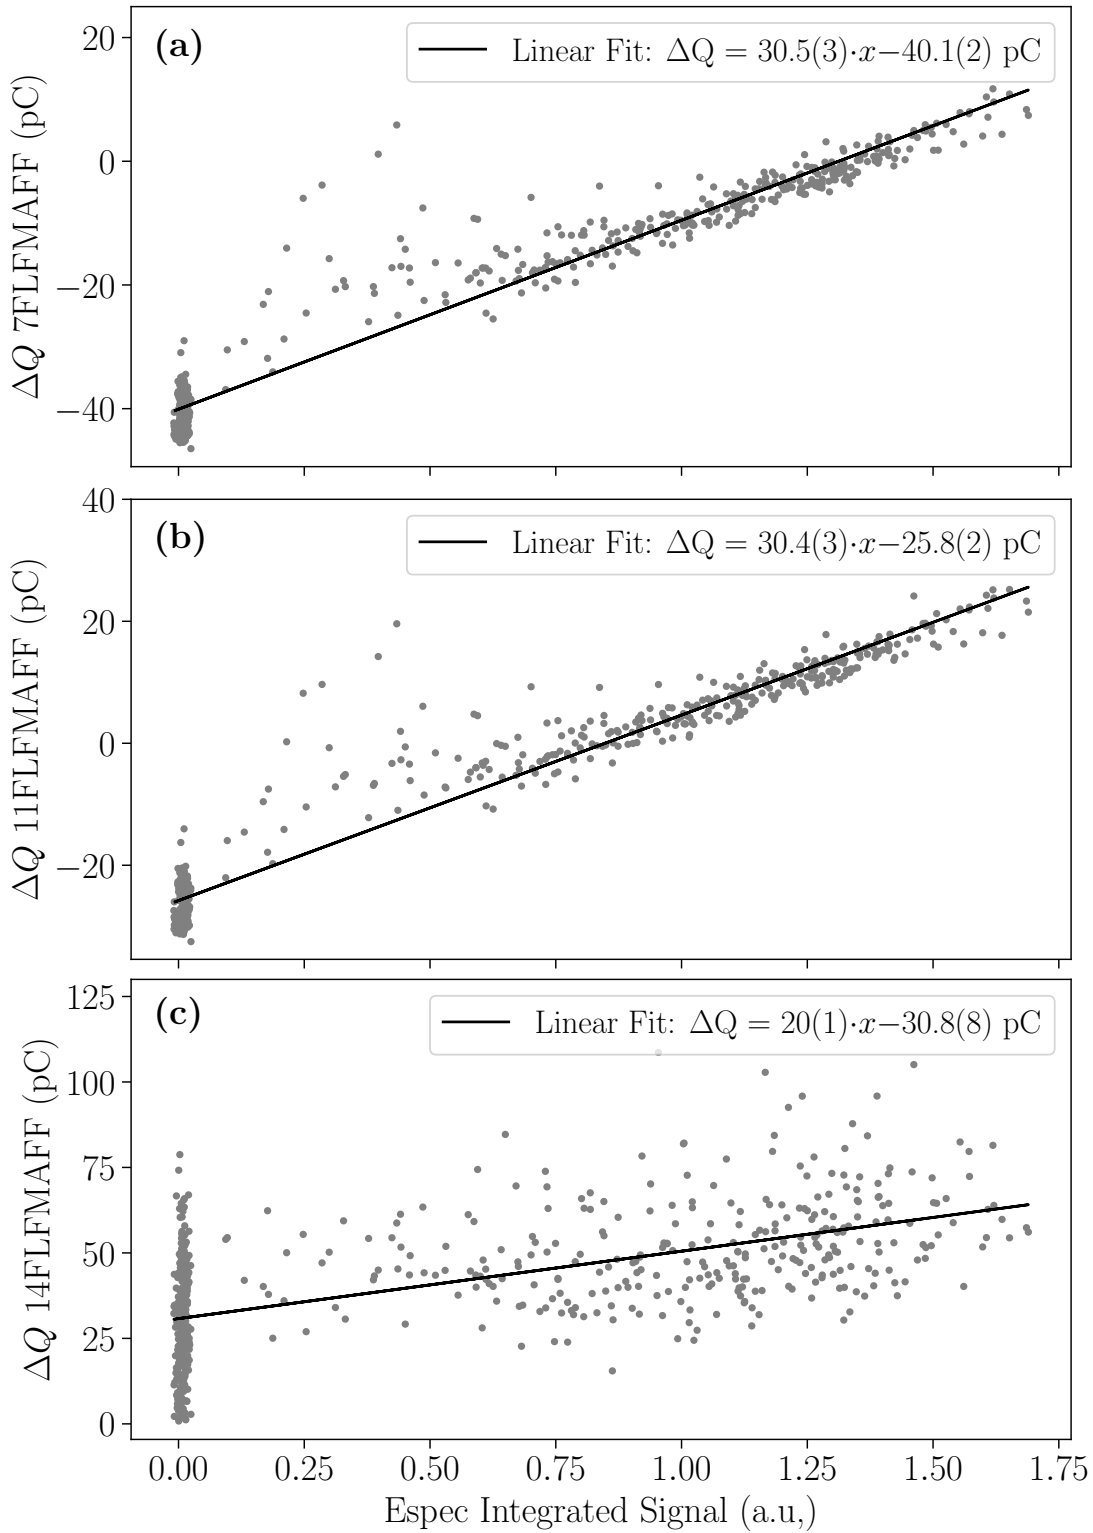 (a)
Linear Fit: ΔQ = 30.5(3)·x−40.1(2) pC
ΔQ 7FLFMAFF (pC)
20
0
−20
−40
(b)
Linear Fit: ΔQ = 30.4(3)·x−25.8(2) pC
ΔQ 11FLFMAFF (pC)
40
20
0
−20
(c)
Linear Fit: ΔQ = 20(1)·x−30.8(8) pC
ΔQ 14FLFMAFF (pC)
125
100
75
50
25
0
0.00 0.25 0.50 0.75 1.00 1.25 1.50 1.75
Espec Integrated Signal (a.u,)